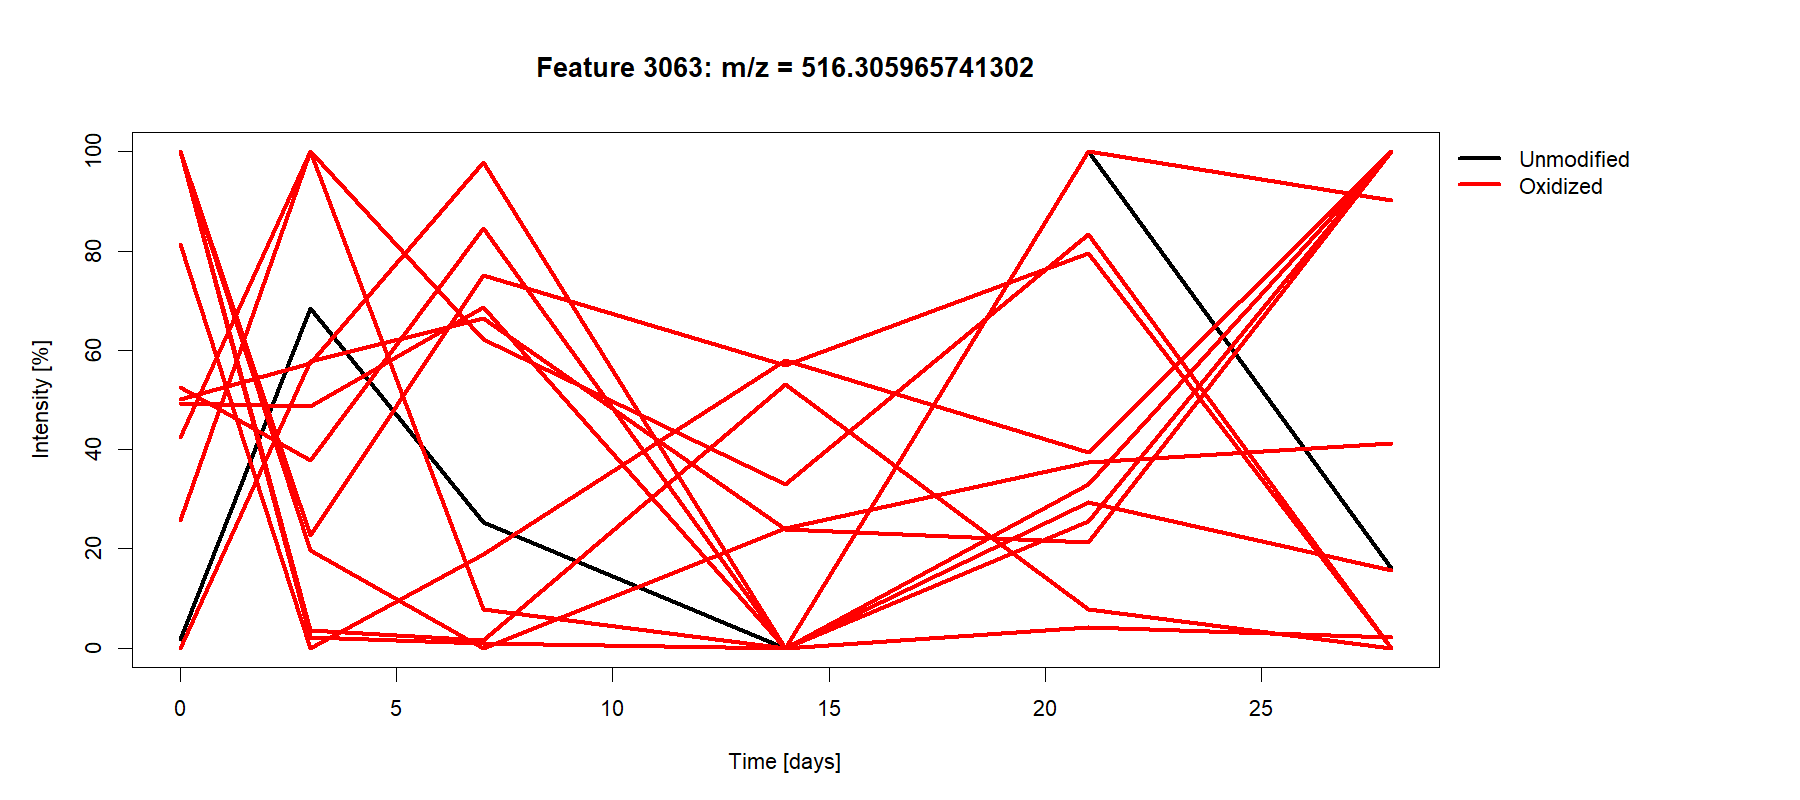 Feature 3063: m/z = 516.305965741302
Unmodified
Oxidized
Intensity [%]
100
80
60
40
20
0
0 5 10 15 20 25
Time [days]